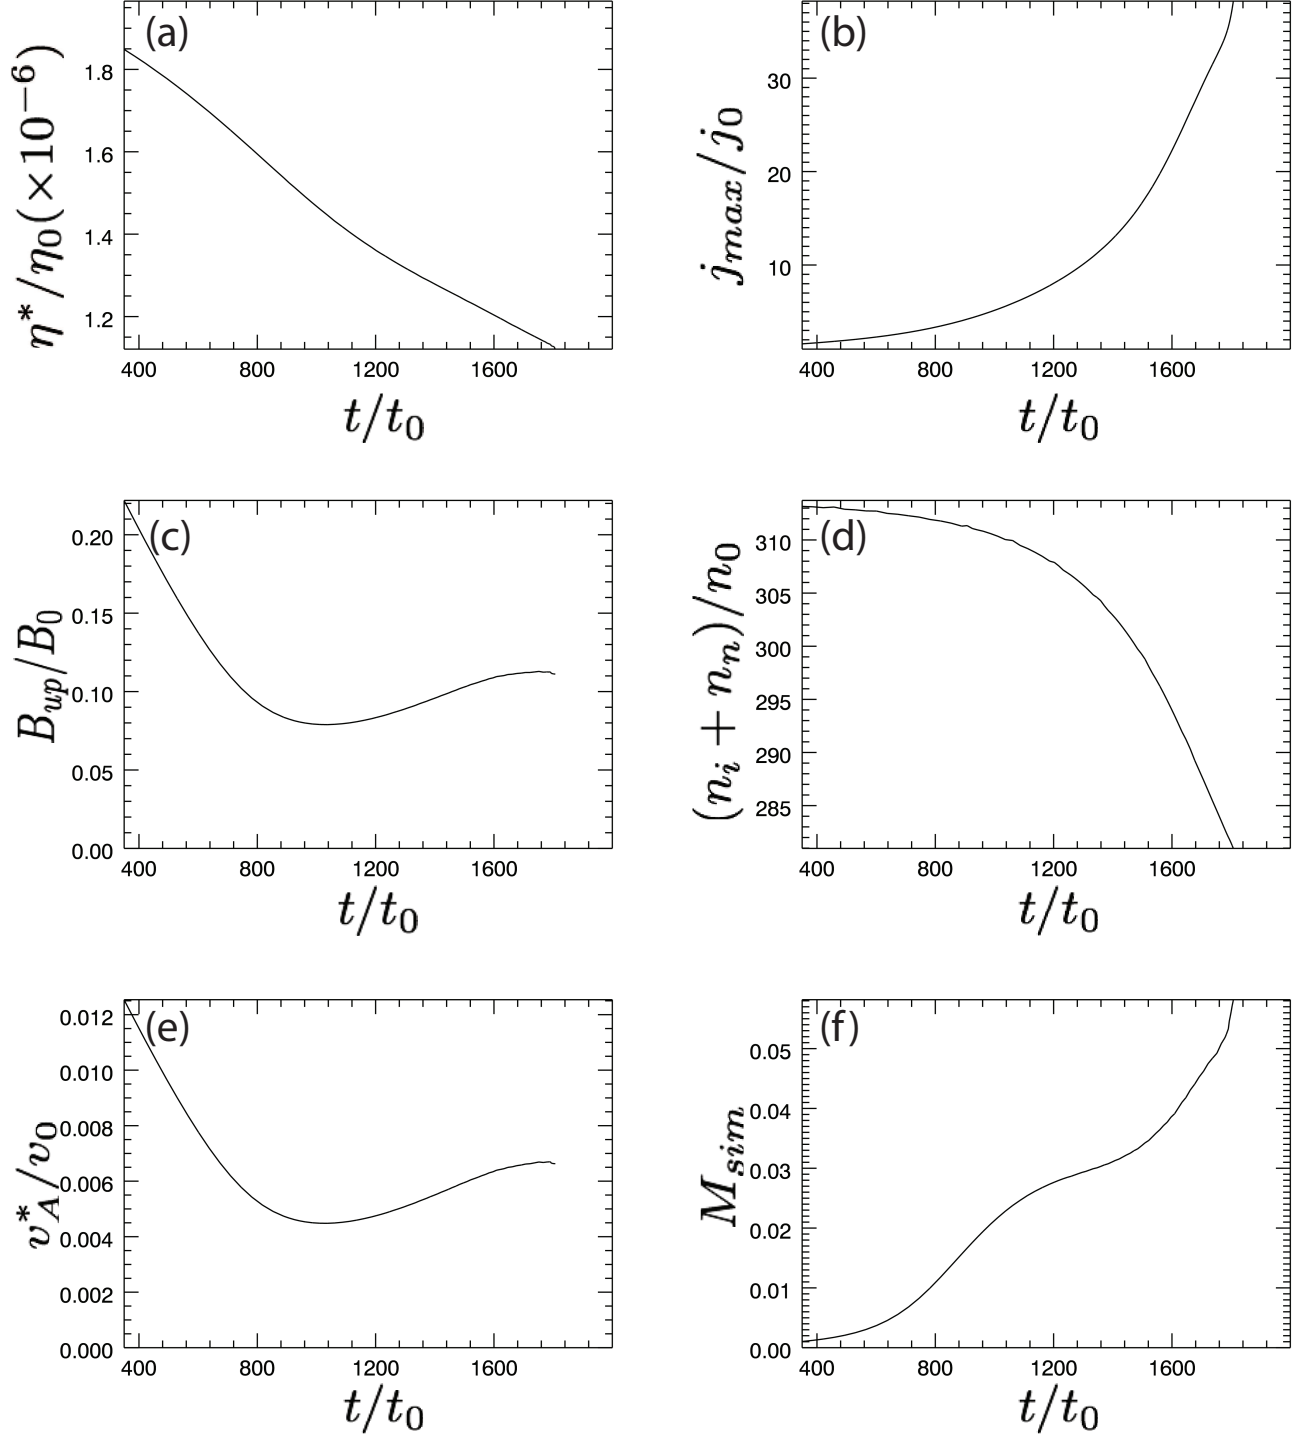 (a)
η*/η0(×10−6)
1.8
1.6
1.4
1.2
400 800 1200 1600
t/t0
(b)
jmax/j0
30
20
10
400 800 1200 1600
t/t0
(c)
Bup/B0
0.20
0.15
0.10
0.05
0.00
400 800 1200 1600
t/t0
(d)
(ni + nn)/n0
310
305
300
295
290
285
400 800 1200 1600
t/t0
(e)
v*A/v0
0.012
0.010
0.008
0.006
0.004
0.002
0.000
400 800 1200 1600
t/t0
(f)
Msim
0.05
0.04
0.03
0.02
0.01
0.00
400 800 1200 1600
t/t0